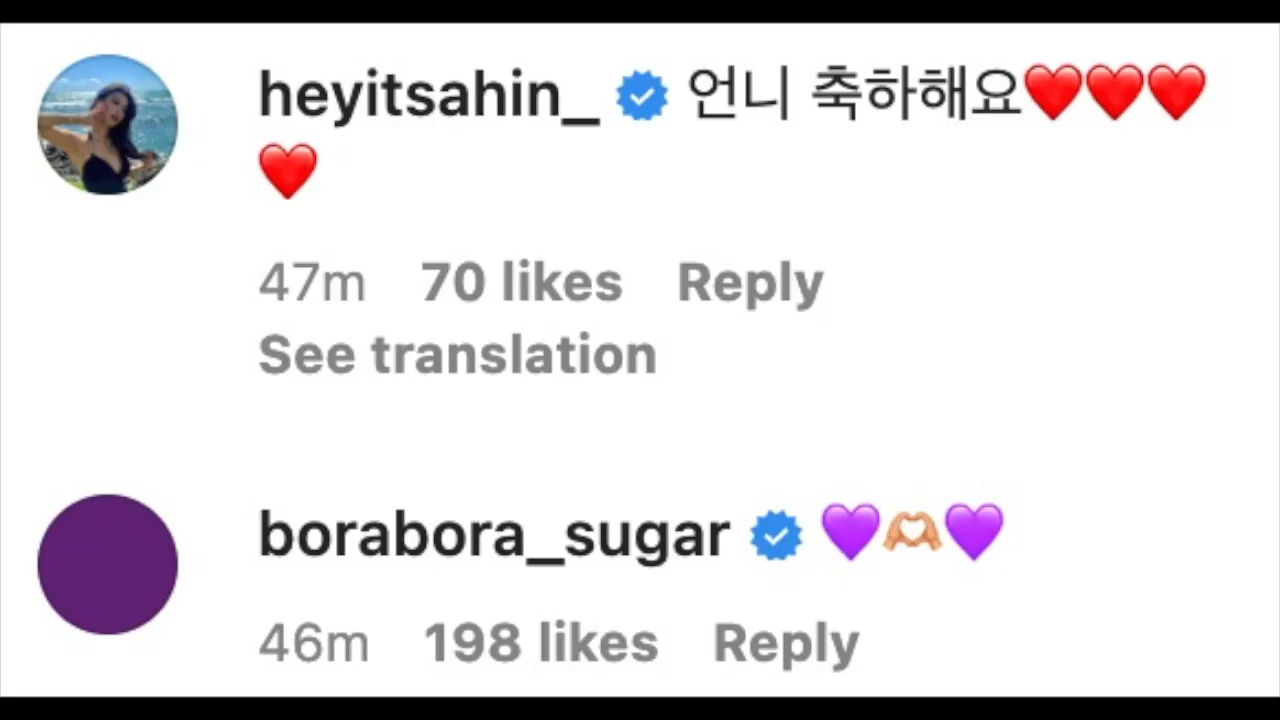 heyitsahin_ 언니 축하해요❤️❤️❤️
❤️
47m 70 likes Reply
See translation
borabora_sugar 💜🫶🏼💜
46m 198 likes Reply